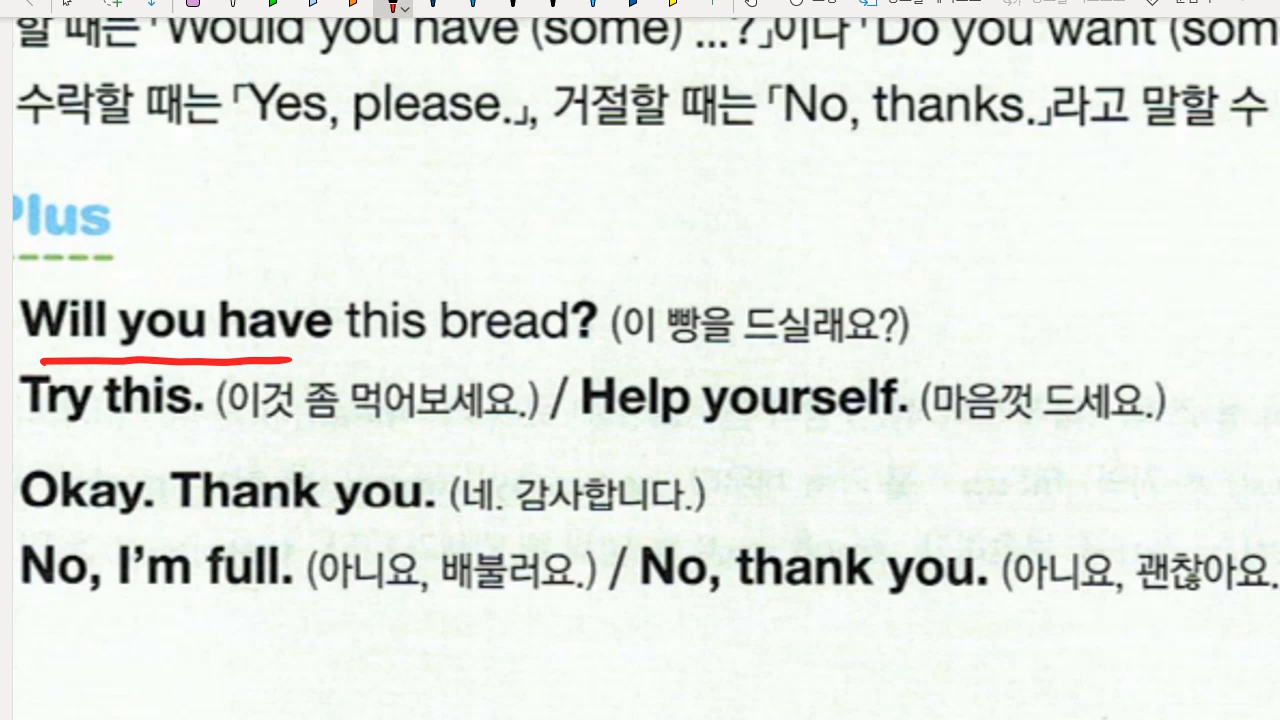 할 때는 「Would you have (some) ...?」이나 「Do you want (som
수락할 때는 「Yes, please.」, 거절할 때는 「No, thanks.」라고 말할 수
Plus
Will you have this bread? (이 빵을 드실래요?)
Try this. (이것 좀 먹어보세요.) / Help yourself. (마음껏 드세요.)
Okay. Thank you. (네. 감사합니다.)
No, I'm full. (아니요, 배불러요.) / No, thank you. (아니요, 괜찮아요.